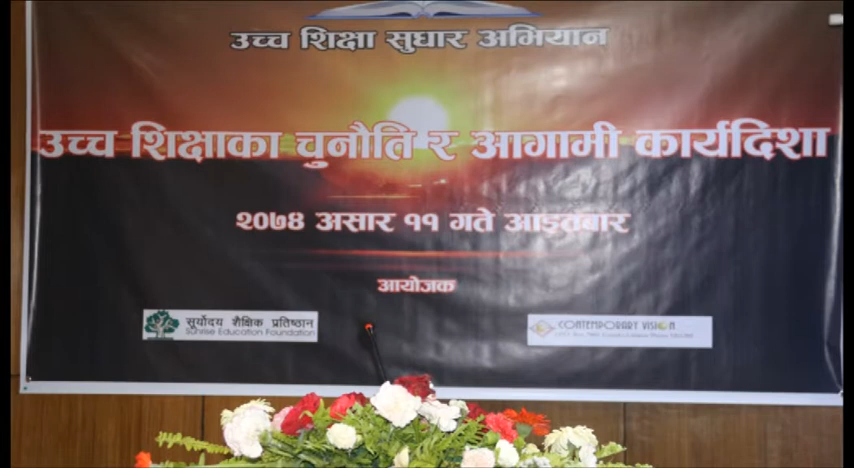 उच्च शिक्षा सुधार अभियान
उच्च शिक्षाका चुनौति र आगामी कार्यदिशा
२०७४ असार ११ गते आइतबार
आयोजक
सूर्योदय शैक्षिक प्रतिष्ठान
Sunrise Education Foundation
CONTEMPORARY VISION